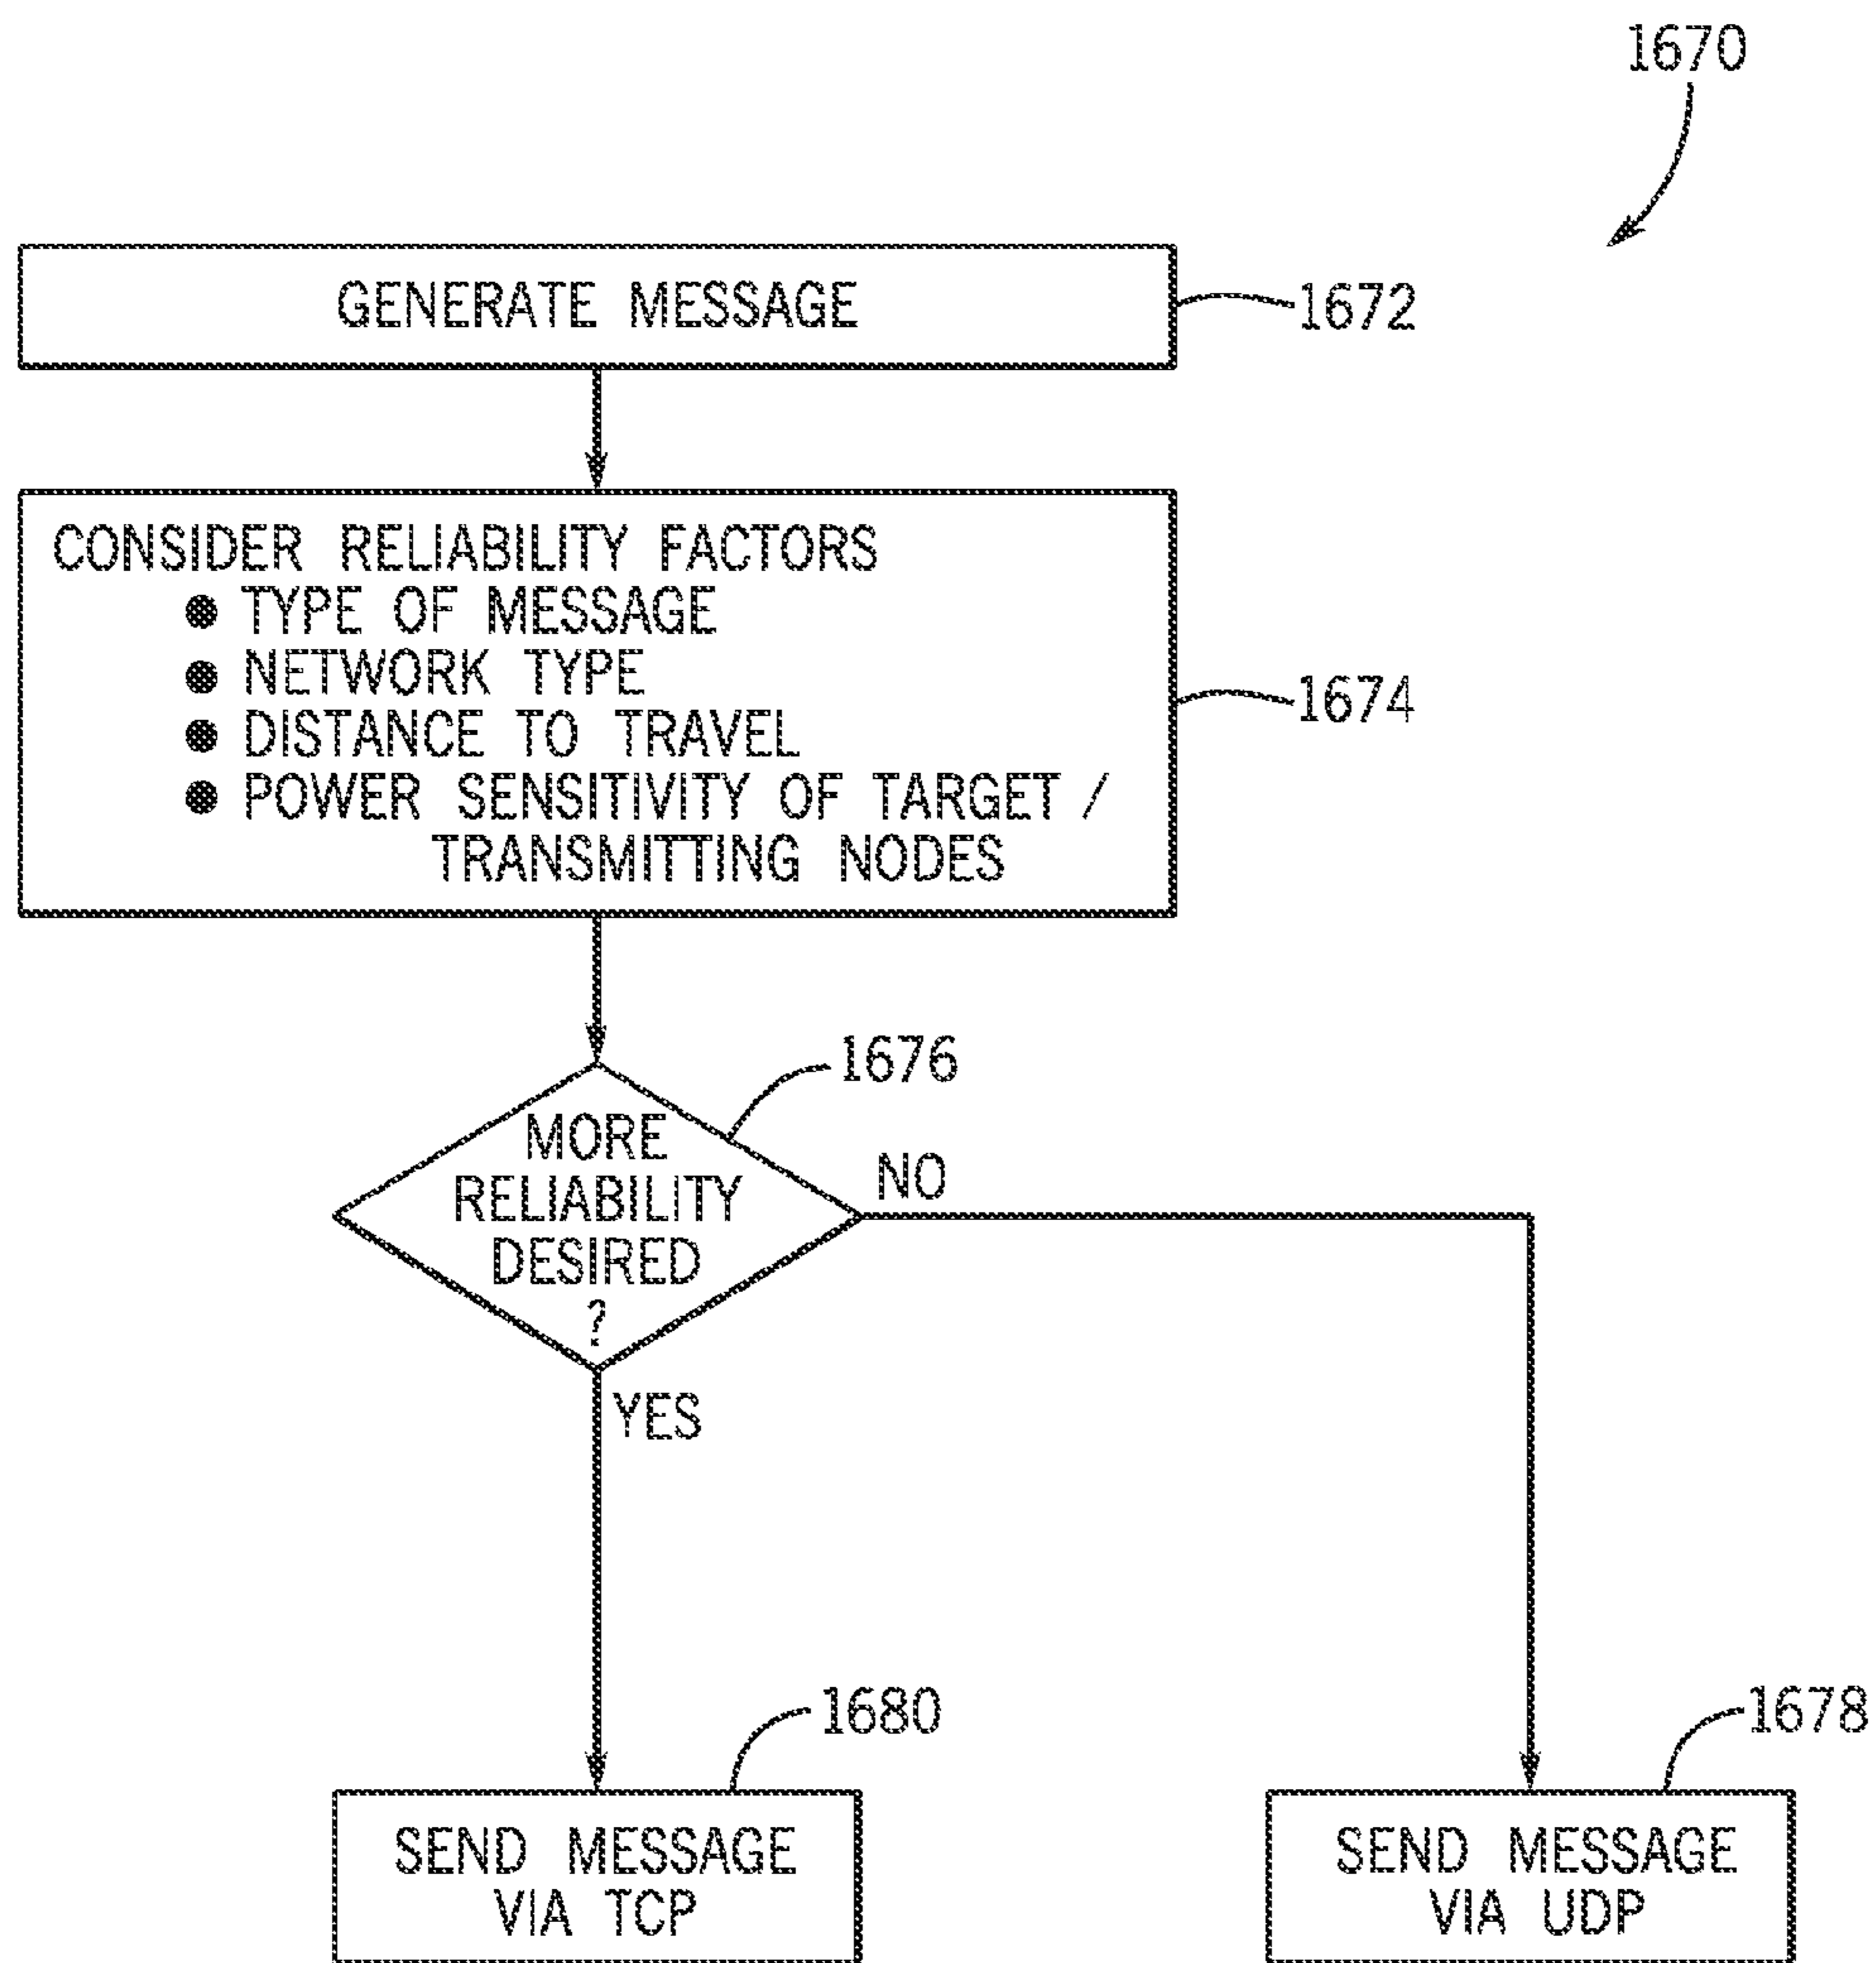 1670
GENERATE MESSAGE
1672
CONSIDER RELIABILITY FACTORS
● TYPE OF MESSAGE
● NETWORK TYPE
● DISTANCE TO TRAVEL
● POWER SENSITIVITY OF TARGET /
TRANSMITTING NODES
1674
1676
MORE
RELIABILITY
DESIRED
?
NO
YES
1680
SEND MESSAGE
VIA TCP
1678
SEND MESSAGE
VIA UDP